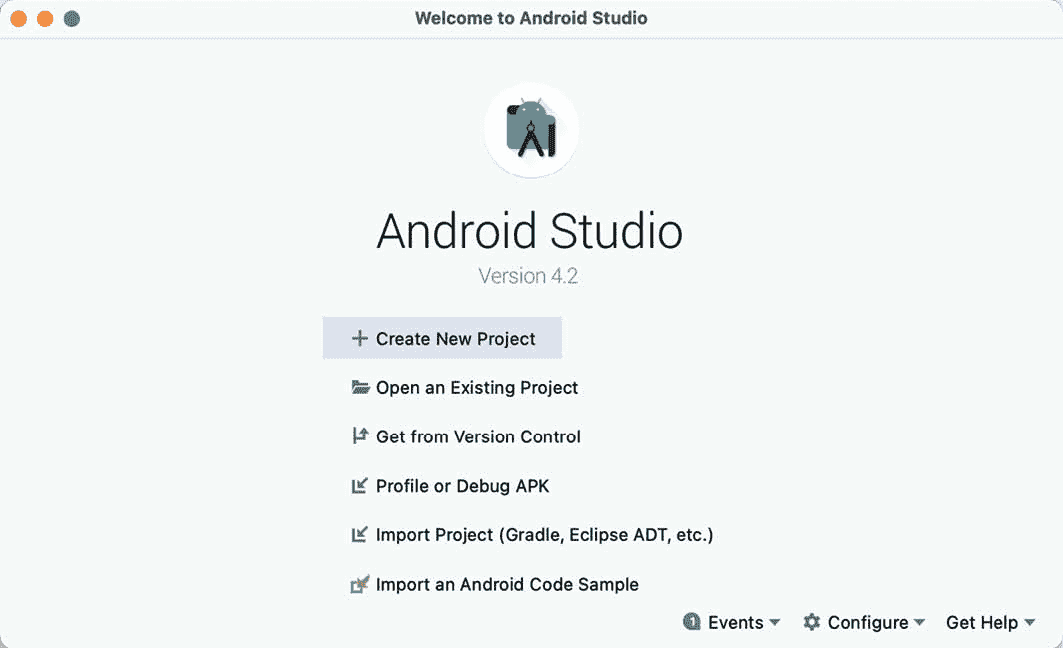 Welcome to Android Studio
Android Studio
Version 4.2
Create New Project
Open an Existing Project
Get from Version Control
Profile or Debug APK
Import Project (Gradle, Eclipse ADT, etc.)
Import an Android Code Sample
1 Events Configure Get Help